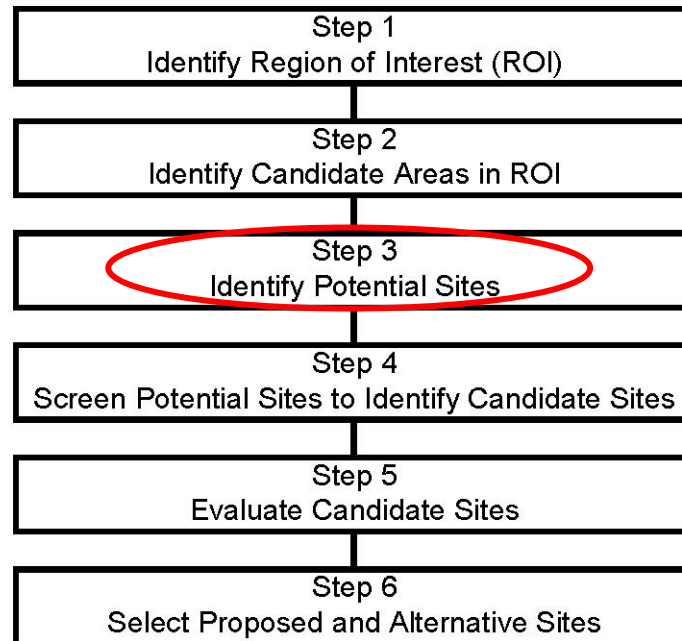 Step 1
Identify Region of Interest (ROI)
Step 2
Identify Candidate Areas in ROI
Step 3
Identify Potential Sites
Step 4
Screen Potential Sites to Identify Candidate Sites
Step 5
Evaluate Candidate Sites
Step 6
Select Proposed and Alternative Sites